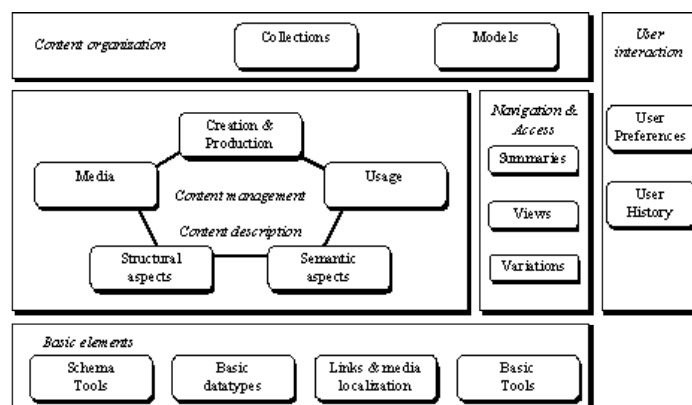 Content organization
Collections
Models
User
interaction
Creation &
Production
Media
Usage
Content management
Content description
Structural
aspects
Semantic
aspects
Navigation &
Access
Summaries
Views
Variations
User
Preferences
User
History
Basic elements
Schema
Tools
Basic
datatypes
Links & media
localization
Basic
Tools